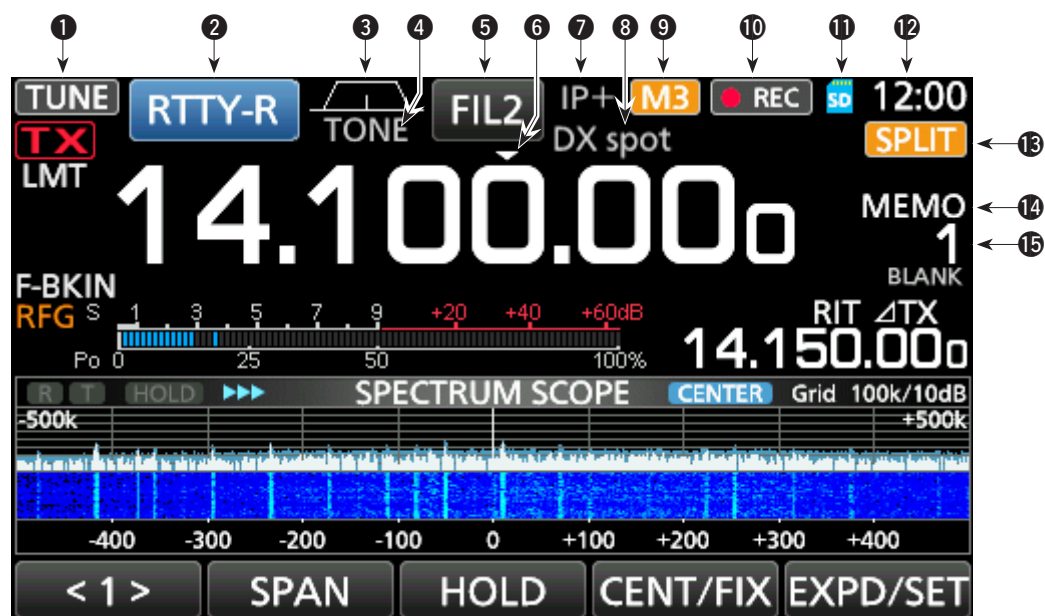 ❶ ❷ ❸ ❹ ❺ ❻ ❼ ❽ ❾ ❿ ⓫ ⓬
TUNE RTTY-R FIL2 IP+ M3 REC SD 12:00
TX TONE DX spot SPLIT ⓭
LMT 14.100.000 MEMO ⓮
1 ⓯
F-BKIN BLANK
RFG S 1 3 5 7 9 +20 +40 +60dB RIT ⊿TX
Po 0 25 50 100% 14.150.000
R T HOLD SPECTRUM SCOPE CENTER Grid 100k/10dB
-500k +500k
-400 -300 -200 -100 0 +100 +200 +300 +400
< 1 > SPAN HOLD CENT/FIX EXPD/SET